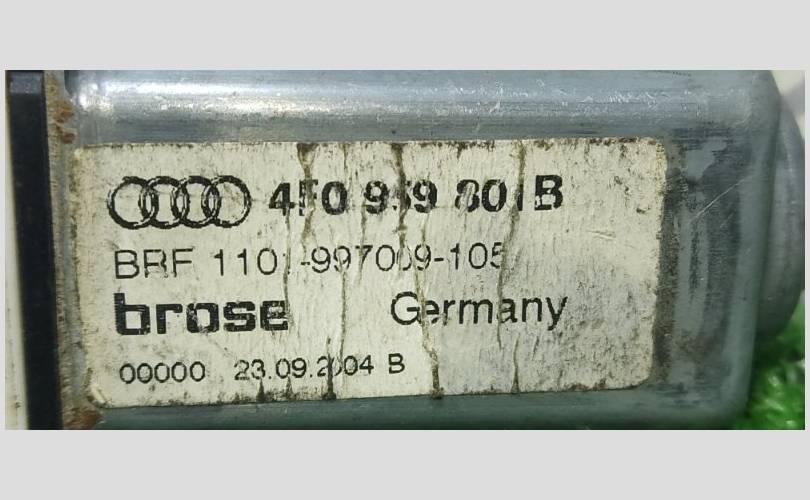 4F0 959 801 B
BRF 1101-997009-105
brose Germany
00000 23.09.2004 B